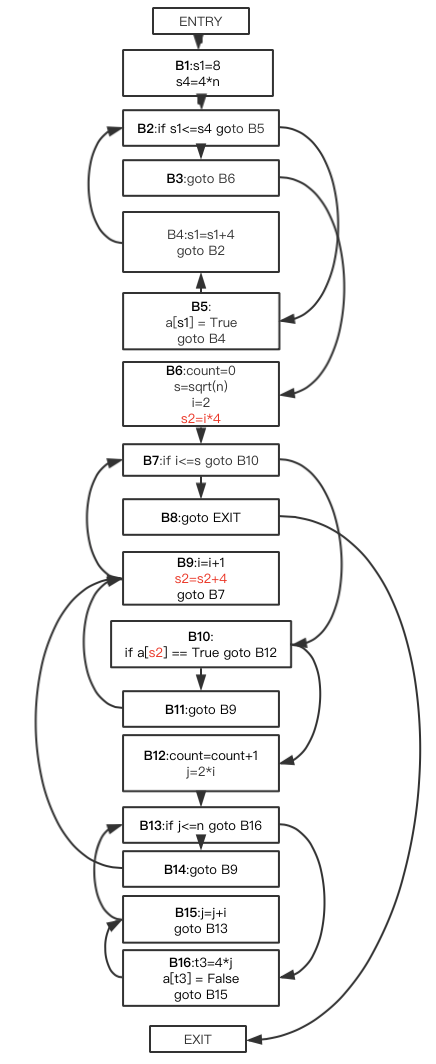 ENTRY
B1:s1=8
s4=4*n
B2:if s1<=s4 goto B5
B3:goto B6
B4:s1=s1+4
goto B2
B5:
a[s1] = True
goto B4
B6:count=0
s=sqrt(n)
i=2
s2=i*4
B7:if i<=s goto B10
B8:goto EXIT
B9:i=i+1
s2=s2+4
goto B7
B10:
if a[s2] == True goto B12
B11:goto B9
B12:count=count+1
j=2*i
B13:if j<=n goto B16
B14:goto B9
B15:j=j+i
goto B13
B16:t3=4*j
a[t3] = False
goto B15
EXIT